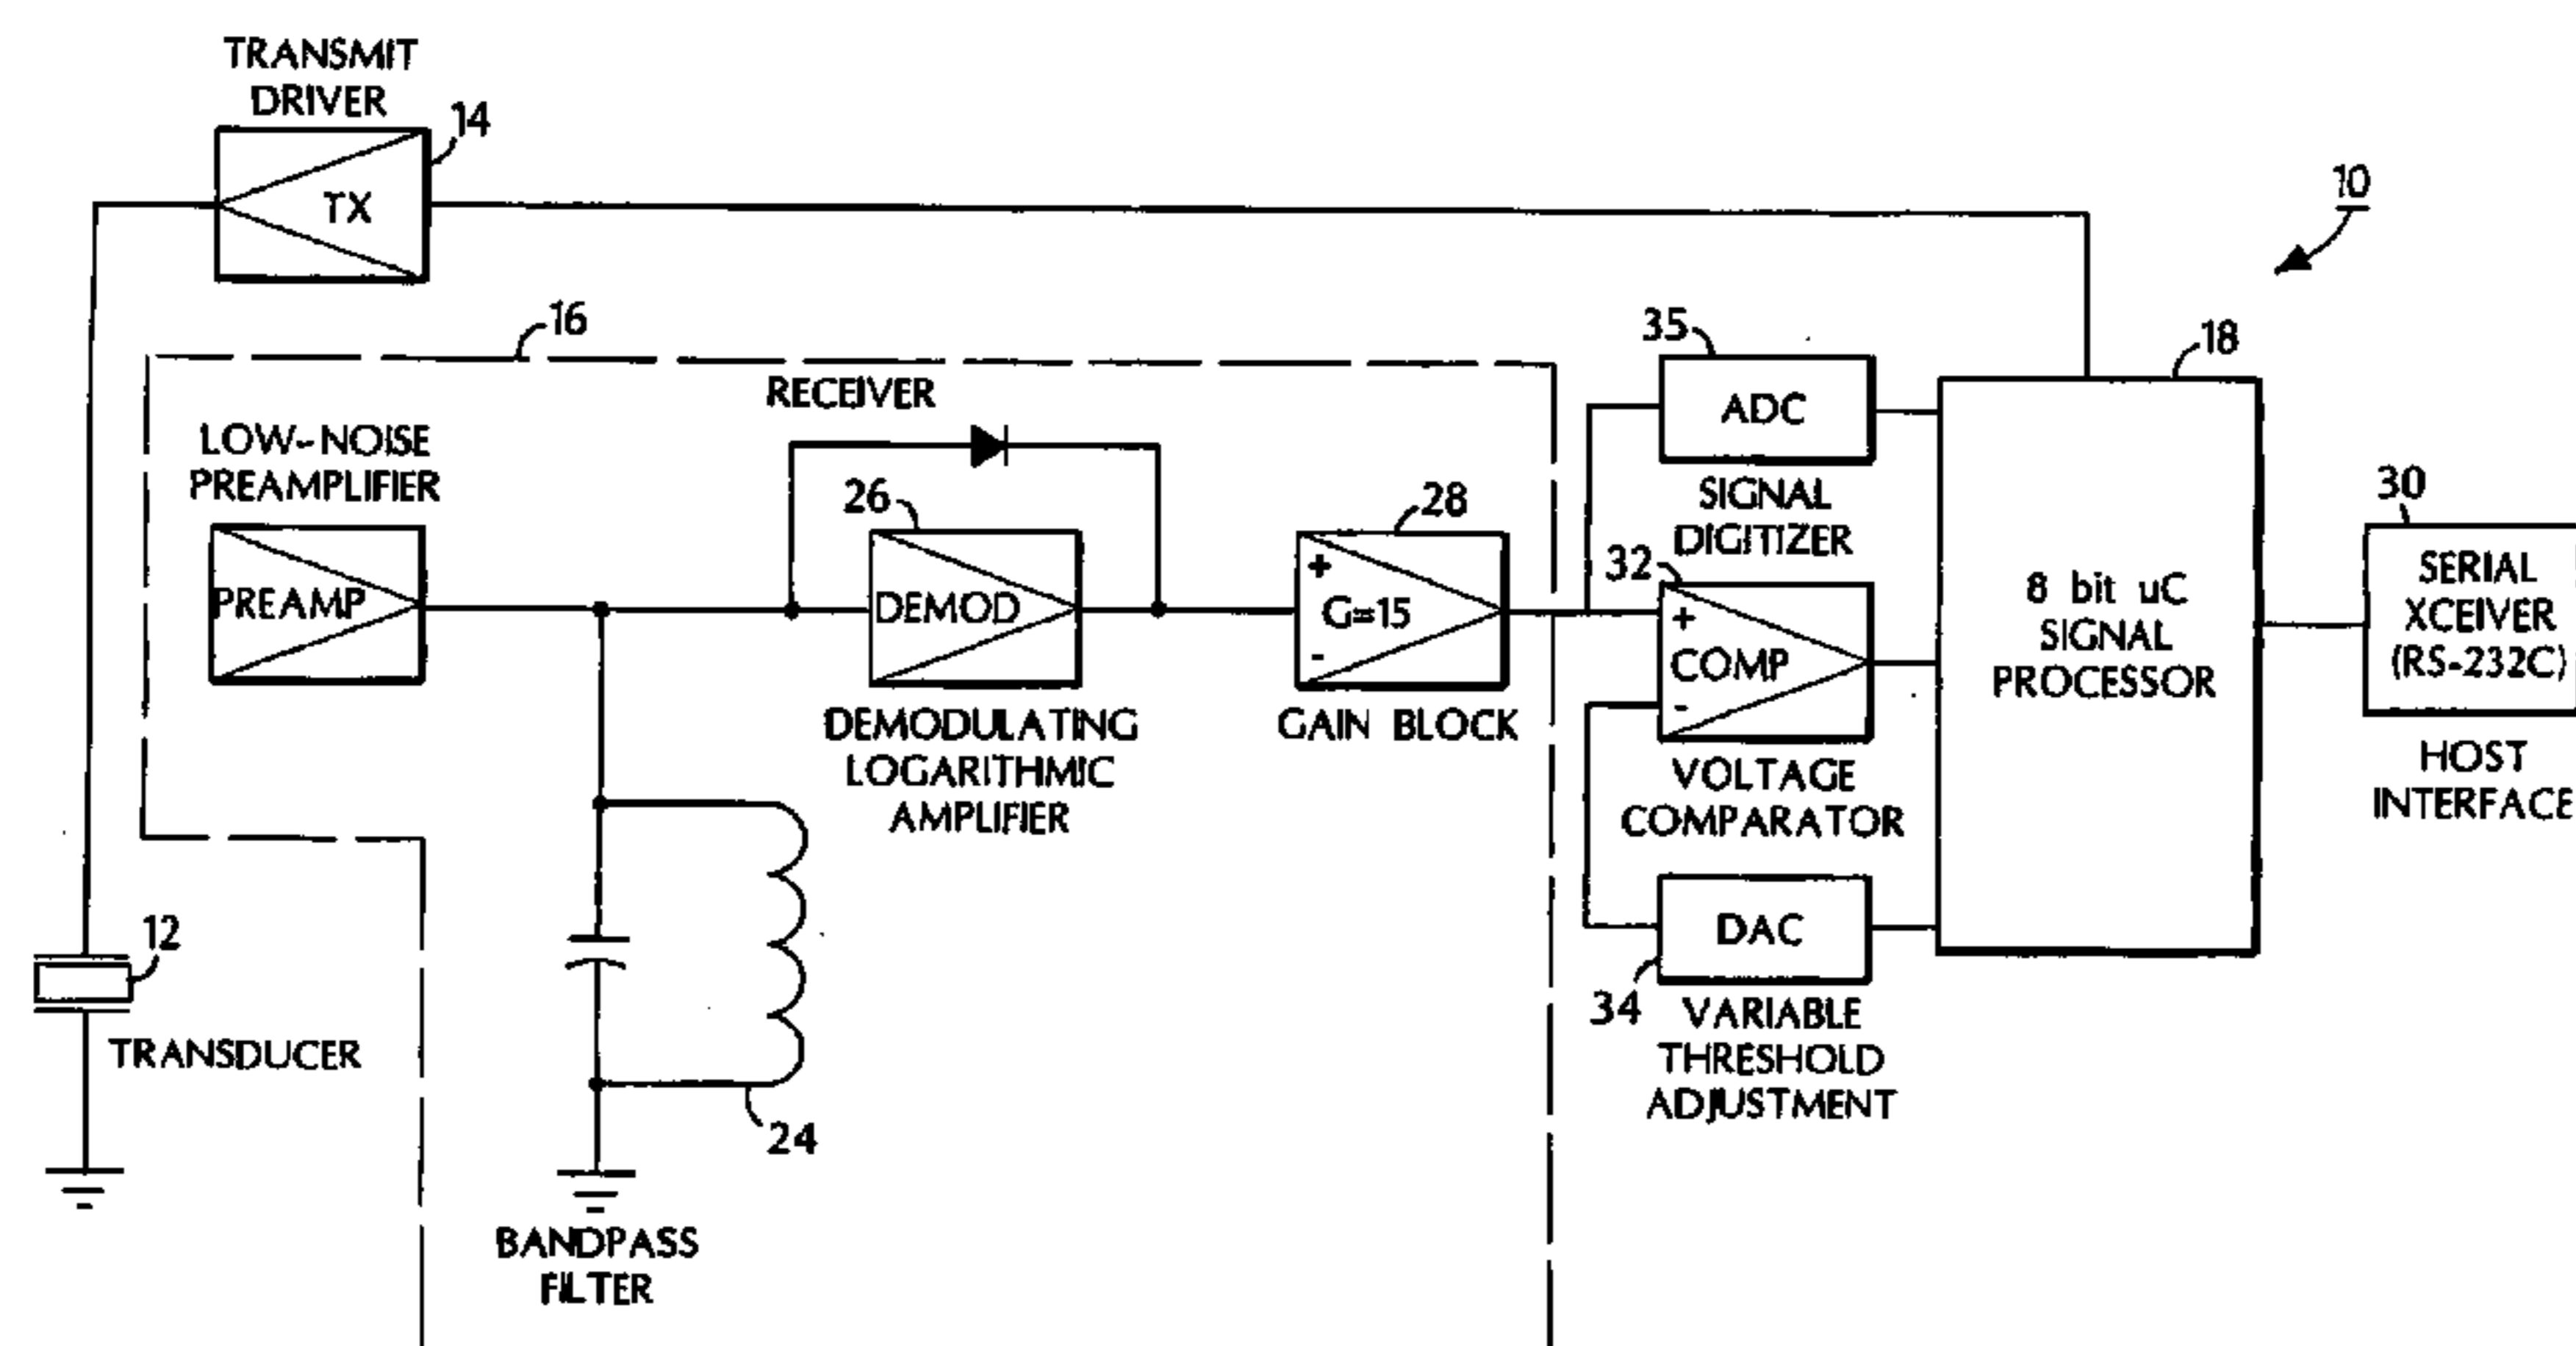 TRANSMIT
DRIVER
14
TX
10
16
RECEIVER
LOW-NOISE
PREAMPLIFIER
PREAMP
26
DEMOD
DEMODULATING
LOGARITHMIC
AMPLIFIER
28
+
G=15
-
GAIN BLOCK
35
ADC
SIGNAL
DIGITIZER
32
+
COMP
-
VOLTAGE
COMPARATOR
DAC
34
VARIABLE
THRESHOLD
ADJUSTMENT
18
8 bit uC
SIGNAL
PROCESSOR
30
SERIAL
XCEIVER
(RS-232C)
HOST
INTERFACE
12
TRANSDUCER
24
BANDPASS
FILTER